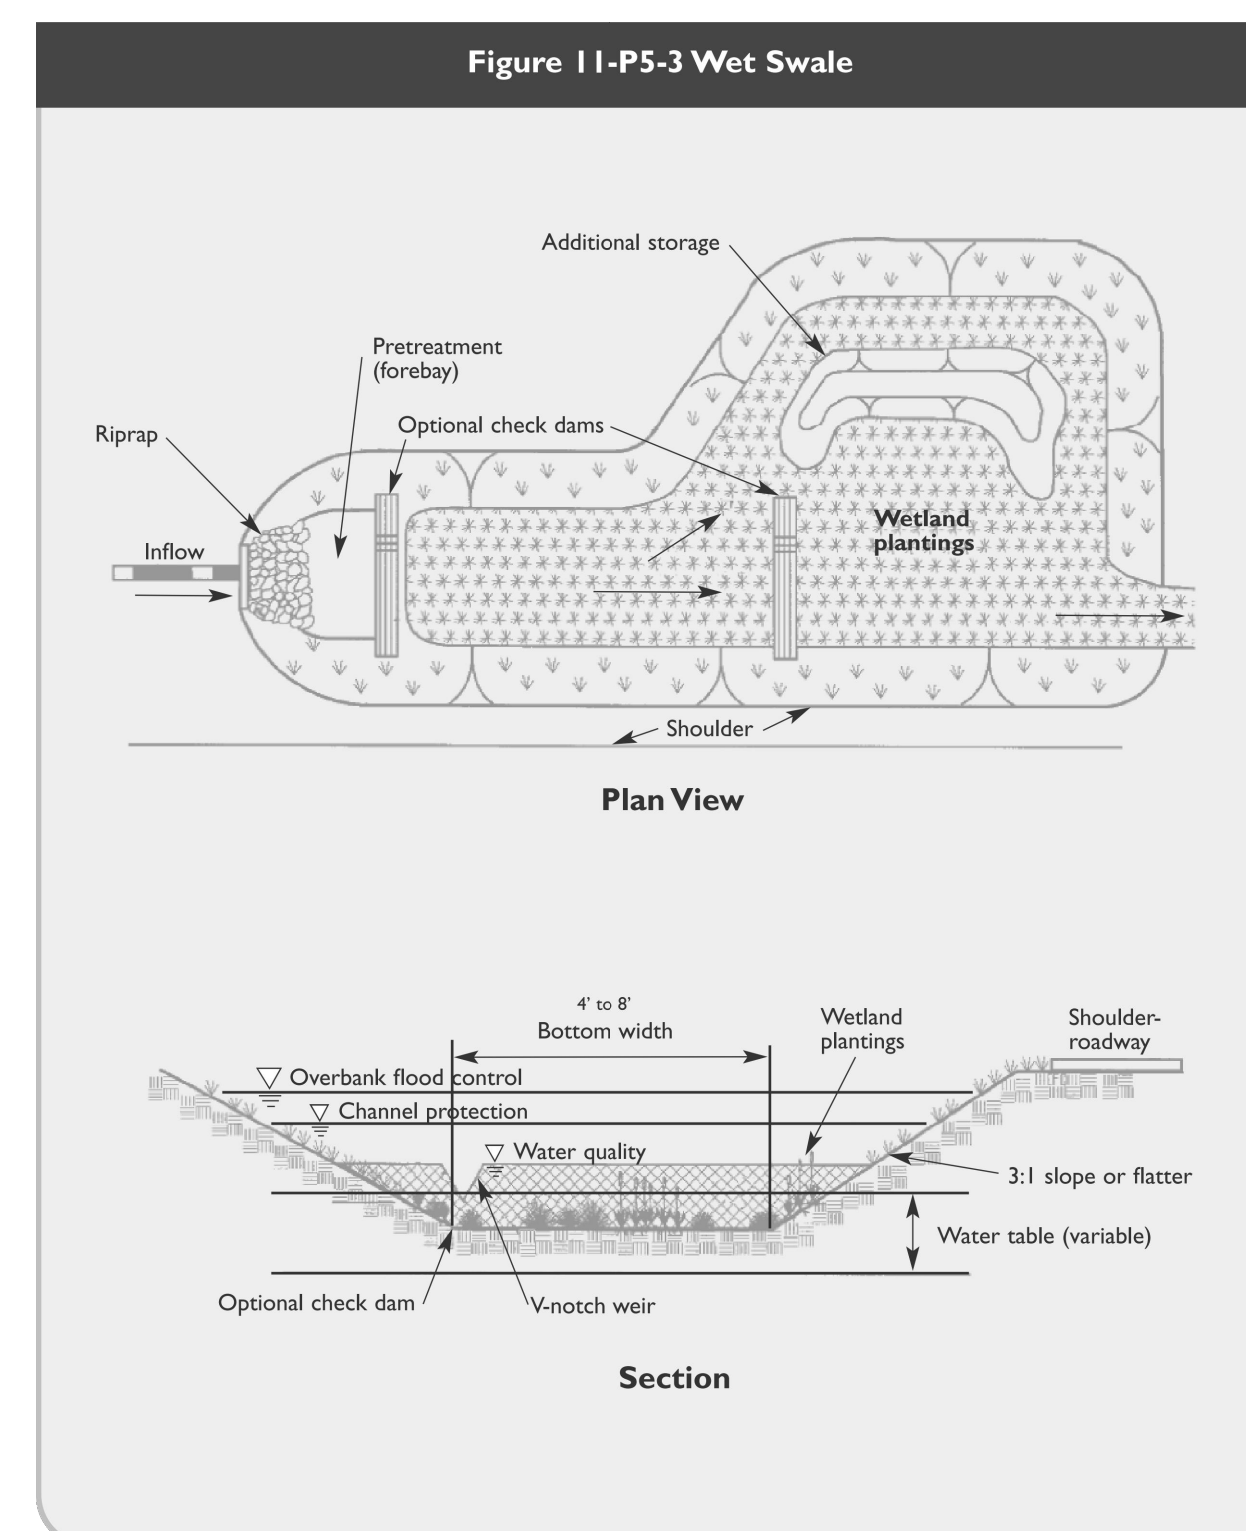 Figure 11-P5-3 Wet Swale
Additional storage
Pretreatment
(forebay)
Optional check dams
Riprap
Inflow
Wetland
plantings
Shoulder
Plan View
4' to 8'
Bottom width
Wetland
plantings
Shoulder-
roadway
Overbank flood control
Channel protection
Water quality
3:1 slope or flatter
Water table (variable)
Optional check dam
V-notch weir
Section